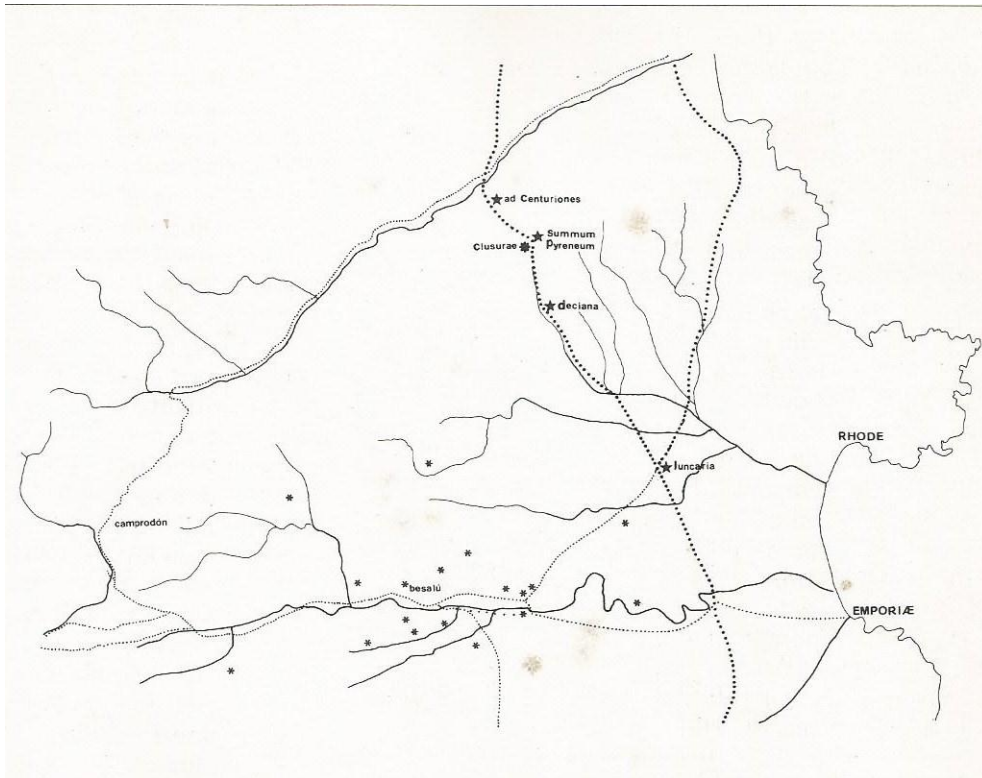 ad Centuriones
Summum
Pyreneum
Clusurae
deciana
RHODE
Iuncaria
camprodón
besalú
EMPORIÆ